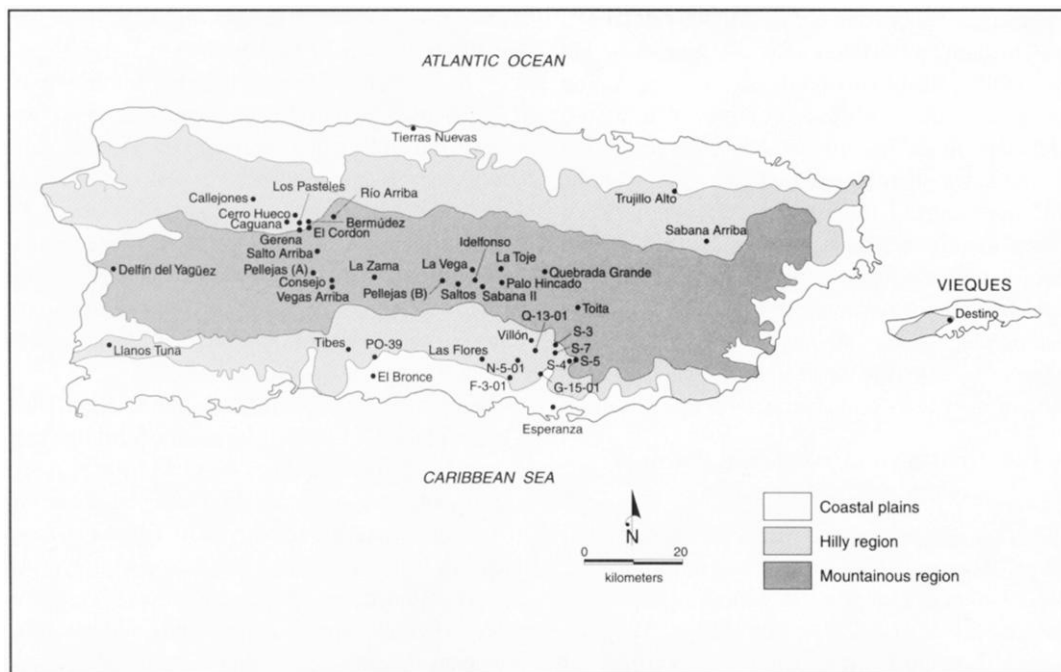 ATLANTIC OCEAN
Tierras Nuevas
Los Pasteles
Río Arriba
Callejones
Trujillo Alto
Cerro Hueco
Caguana
Bermúdez
El Cordon
Gerena
Idelfonso
Sabana Arriba
Salto Arriba
La Toje
Delfín del Yagüez
Pellejas (A)
La Zama
La Vega
Quebrada Grande
Consejo
Palo Hincado
VIEQUES
Vegas Arriba
Pellejas (B)
Saltos
Sabana II
Toita
Destino
Q-13-01
Villón
S-3
Llanos Tuna
Tibes
PO-39
Las Flores
S-7
N-5-01
S-4
S-5
El Bronce
F-3-01
G-15-01
Esperanza
CARIBBEAN SEA
N
0 20
kilometers
Coastal plains
Hilly region
Mountainous region